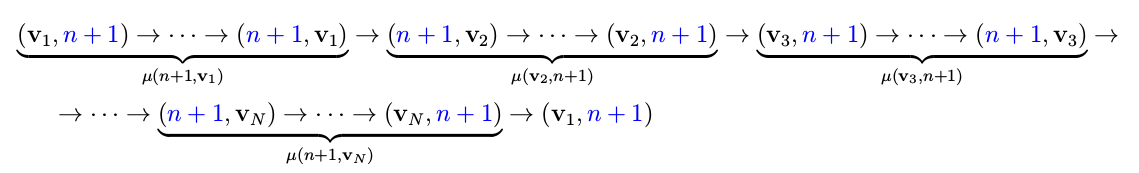 (v₁, n + 1) → ⋯ → (n + 1, v₁) → (n + 1, v₂) → ⋯ → (v₂, n + 1) → (v₃, n + 1) → ⋯ → (n + 1, v₃) →
μ(n+1,v₁) μ(v₂,n+1) μ(v₃,n+1)
→ ⋯ → (n + 1, v_N) → ⋯ → (v_N, n + 1) → (v₁, n + 1)
μ(n+1,v_N)